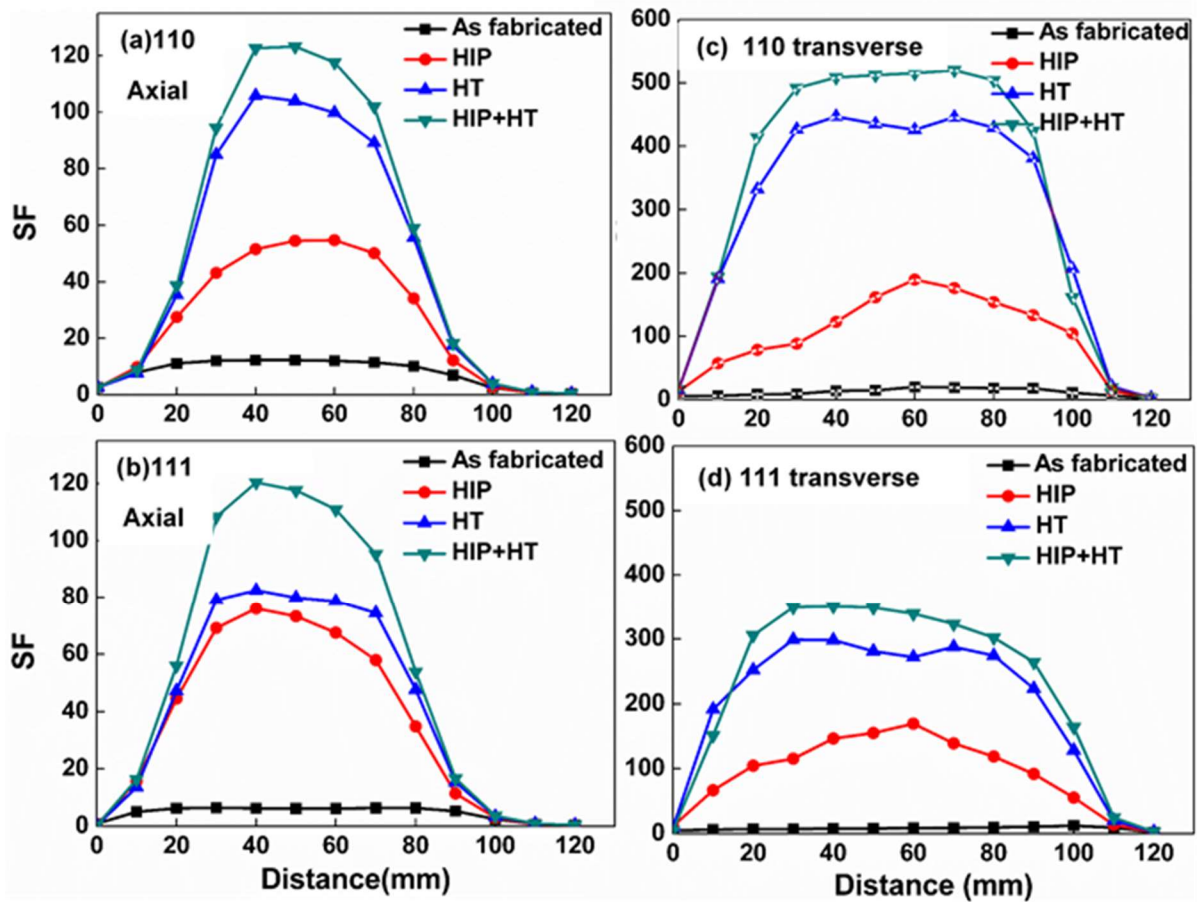 (a)110
Axial
As fabricated
HIP
HT
HIP+HT
120
100
80
60
40
20
0
SF
0 20 40 60 80 100 120
(c) 110 transverse
As fabricated
HIP
HT
HIP+HT
600
500
400
300
200
100
0
0 20 40 60 80 100 120
(b)111
Axial
As fabricated
HIP
HT
HIP+HT
120
100
80
60
40
20
0
SF
0 20 40 60 80 100 120
Distance(mm)
(d) 111 transverse
As fabricated
HIP
HT
HIP+HT
600
500
400
300
200
100
0
0 20 40 60 80 100 120
Distance (mm)